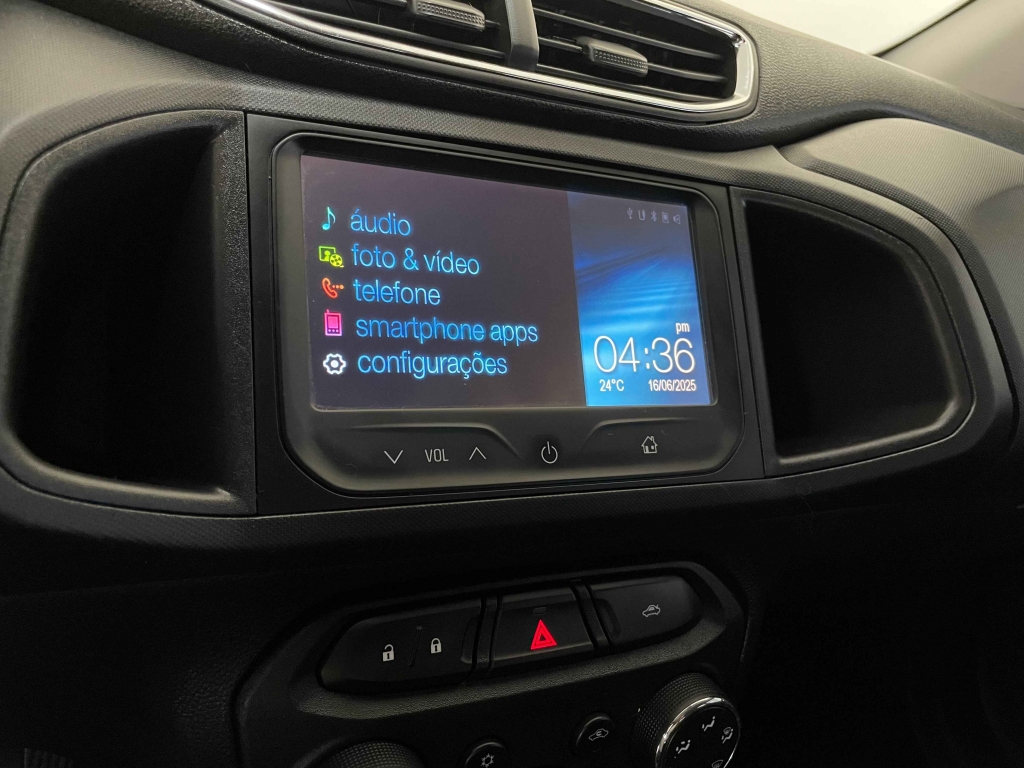 áudio
foto & vídeo
telefone
smartphone apps
configurações
pm
04:36
24°C 16/06/2025
VOL